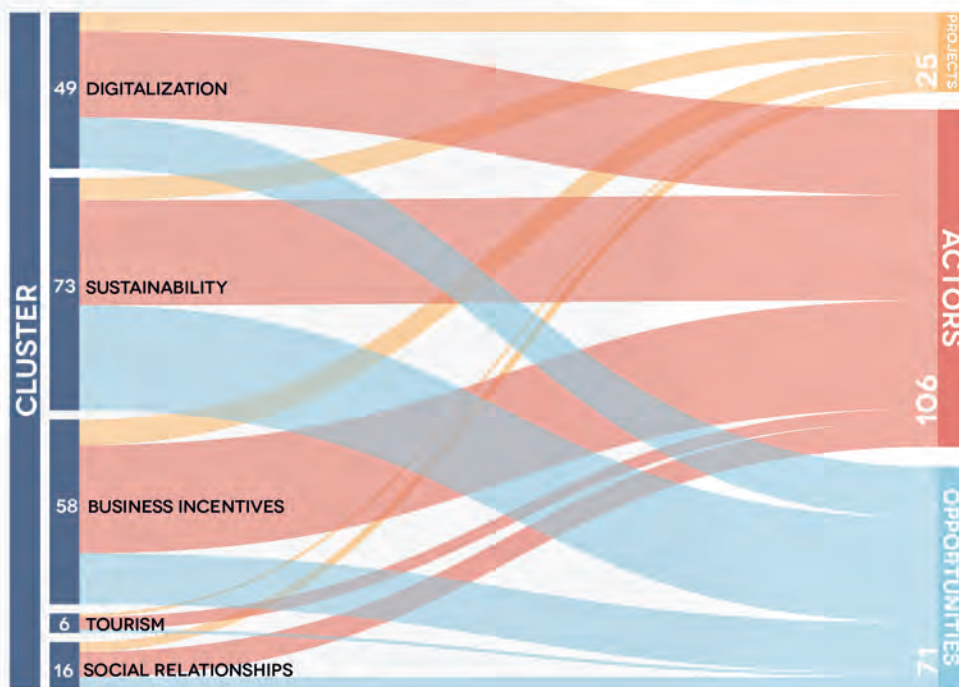 CLUSTER
49 DIGITALIZATION
73 SUSTAINABILITY
58 BUSINESS INCENTIVES
6 TOURISM
16 SOCIAL RELATIONSHIPS
PROJECTS
25
ACTORS
106
OPPORTUNITIES
71